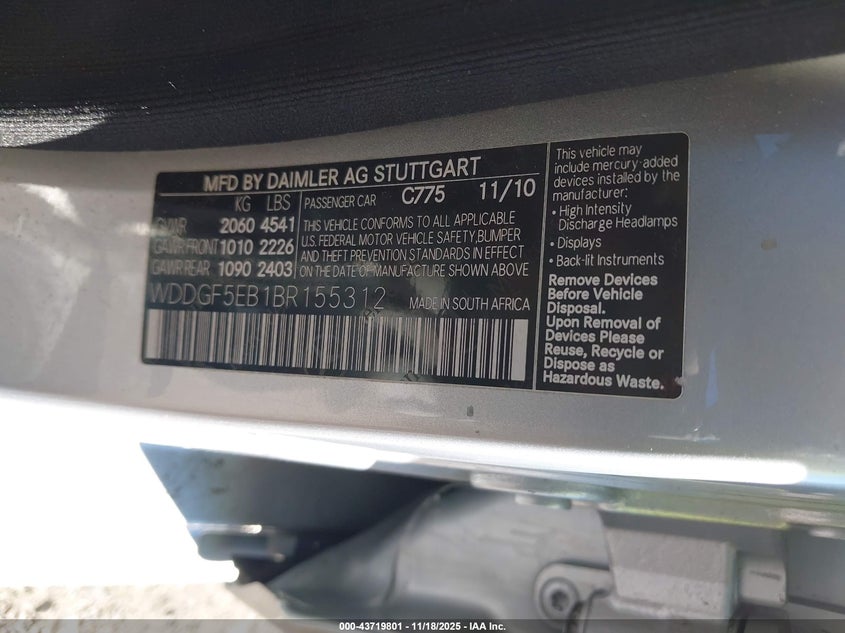 MFD BY DAIMLER AG STUTTGART
KG LBS
GVWR 2060 4541
GAWR FRONT 1010 2226
GAWR REAR 1090 2403
PASSENGER CAR C775 11/10
THIS VEHICLE CONFORMS TO ALL APPLICABLE
U.S. FEDERAL MOTOR VEHICLE SAFETY,BUMPER
AND THEFT PREVENTION STANDARDS IN EFFECT
ON THE DATE OF MANUFACTURE SHOWN ABOVE
WDDGF5EB1BR155312 MADE IN SOUTH AFRICA
This vehicle may
include mercury-added
devices installed by the
manufacturer:
• High Intensity
Discharge Headlamps
• Displays
• Back-lit Instruments
Remove Devices
Before Vehicle
Disposal.
Upon Removal of
Devices Please
Reuse, Recycle or
Dispose as
Hazardous Waste.
000-43719801 - 11/18/2025 - IAA Inc.